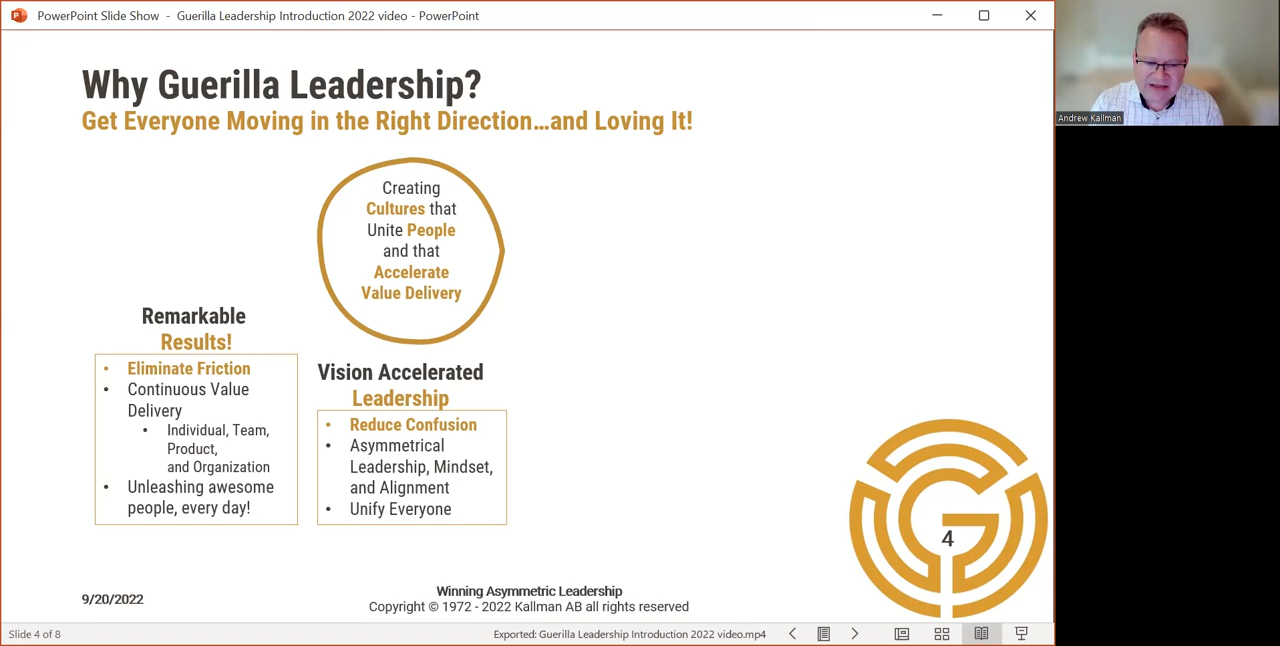 PowerPoint Slide Show - Guerilla Leadership Introduction 2022 video - PowerPoint
Andrew Kallman
Why Guerilla Leadership?
Get Everyone Moving in the Right Direction...and Loving It!
Creating
Cultures that
Unite People
and that
Accelerate
Value Delivery
Remarkable
Results!
• Eliminate Friction
• Continuous Value
Delivery
• Individual, Team,
Product,
and Organization
• Unleashing awesome
people, every day!
Vision Accelerated
Leadership
• Reduce Confusion
• Asymmetrical
Leadership, Mindset,
and Alignment
• Unify Everyone
4
9/20/2022
Winning Asymmetric Leadership
Copyright © 1972 - 2022 Kallman AB all rights reserved
Slide 4 of 8
Exported: Guerilla Leadership Introduction 2022 video.mp4